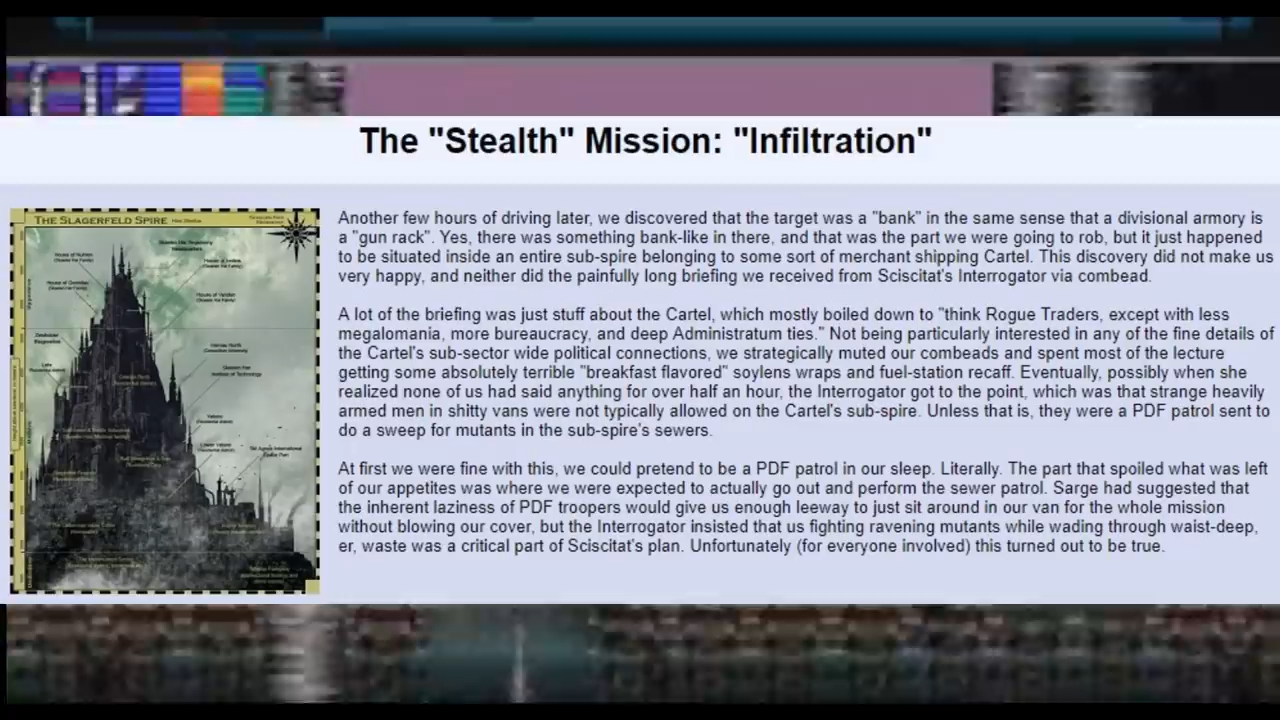 The "Stealth" Mission: "Infiltration"
THE SLAGERFELD SPIRE
Another few hours of driving later, we discovered that the target was a "bank" in the same sense that a divisional armory is
a "gun rack". Yes, there was something bank-like in there, and that was the part we were going to rob, but it just happened
to be situated inside an entire sub-spire belonging to some sort of merchant shipping Cartel. This discovery did not make us
very happy, and neither did the painfully long briefing we received from Sciscitat's Interrogator via combead.
A lot of the briefing was just stuff about the Cartel, which mostly boiled down to "think Rogue Traders, except with less
megalomania, more bureaucracy, and deep Administratum ties." Not being particularly interested in any of the fine details of
the Cartel's sub-sector wide political connections, we strategically muted our combeads and spent most of the lecture
getting some absolutely terrible "breakfast flavored" soylens wraps and fuel-station recaff. Eventually, possibly when she
realized none of us had said anything for over half an hour, the Interrogator got to the point, which was that strange heavily
armed men in shitty vans were not typically allowed on the Cartel's sub-spire. Unless that is, they were a PDF patrol sent to
do a sweep for mutants in the sub-spire's sewers.
At first we were fine with this, we could pretend to be a PDF patrol in our sleep. Literally. The part that spoiled what was left
of our appetites was where we were expected to actually go out and perform the sewer patrol. Sarge had suggested that
the inherent laziness of PDF troopers would give us enough leeway to just sit around in our van for the whole mission
without blowing our cover, but the Interrogator insisted that us fighting ravening mutants while wading through waist-deep,
er, waste was a critical part of Sciscitat's plan. Unfortunately (for everyone involved) this turned out to be true.